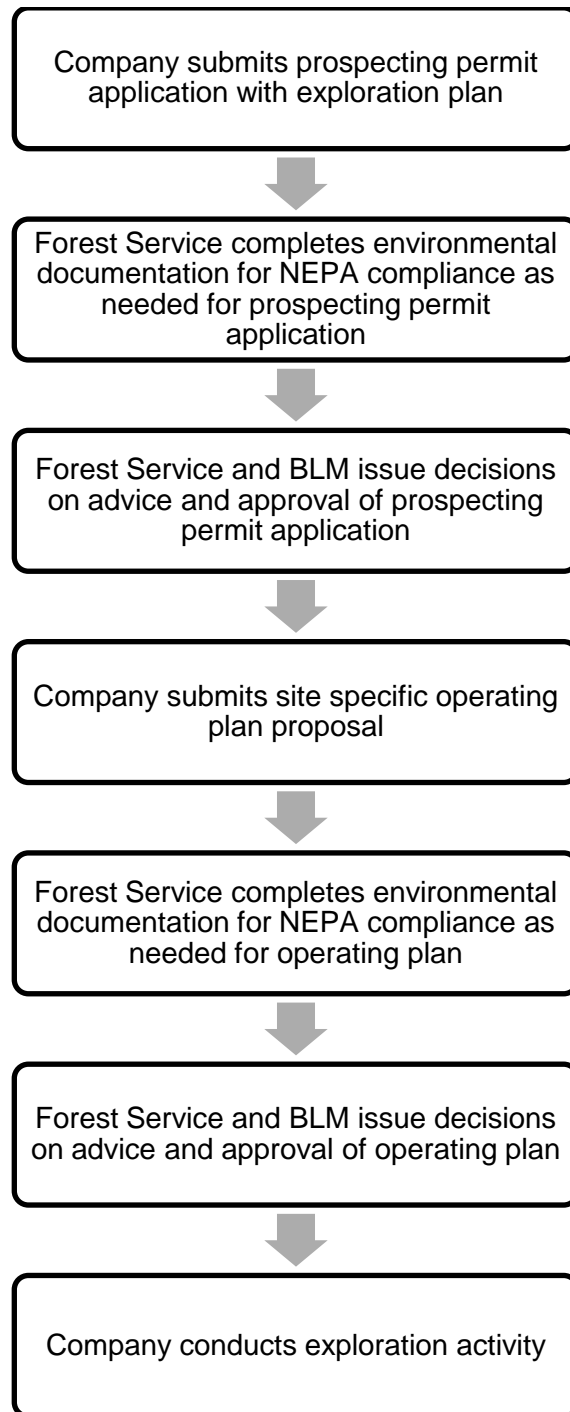 Company submits prospecting permit
application with exploration plan
Forest Service completes environmental
documentation for NEPA compliance as
needed for prospecting permit
application
Forest Service and BLM issue decisions
on advice and approval of prospecting
permit application
Company submits site specific operating
plan proposal
Forest Service completes environmental
documentation for NEPA compliance as
needed for operating plan
Forest Service and BLM issue decisions
on advice and approval of operating plan
Company conducts exploration activity